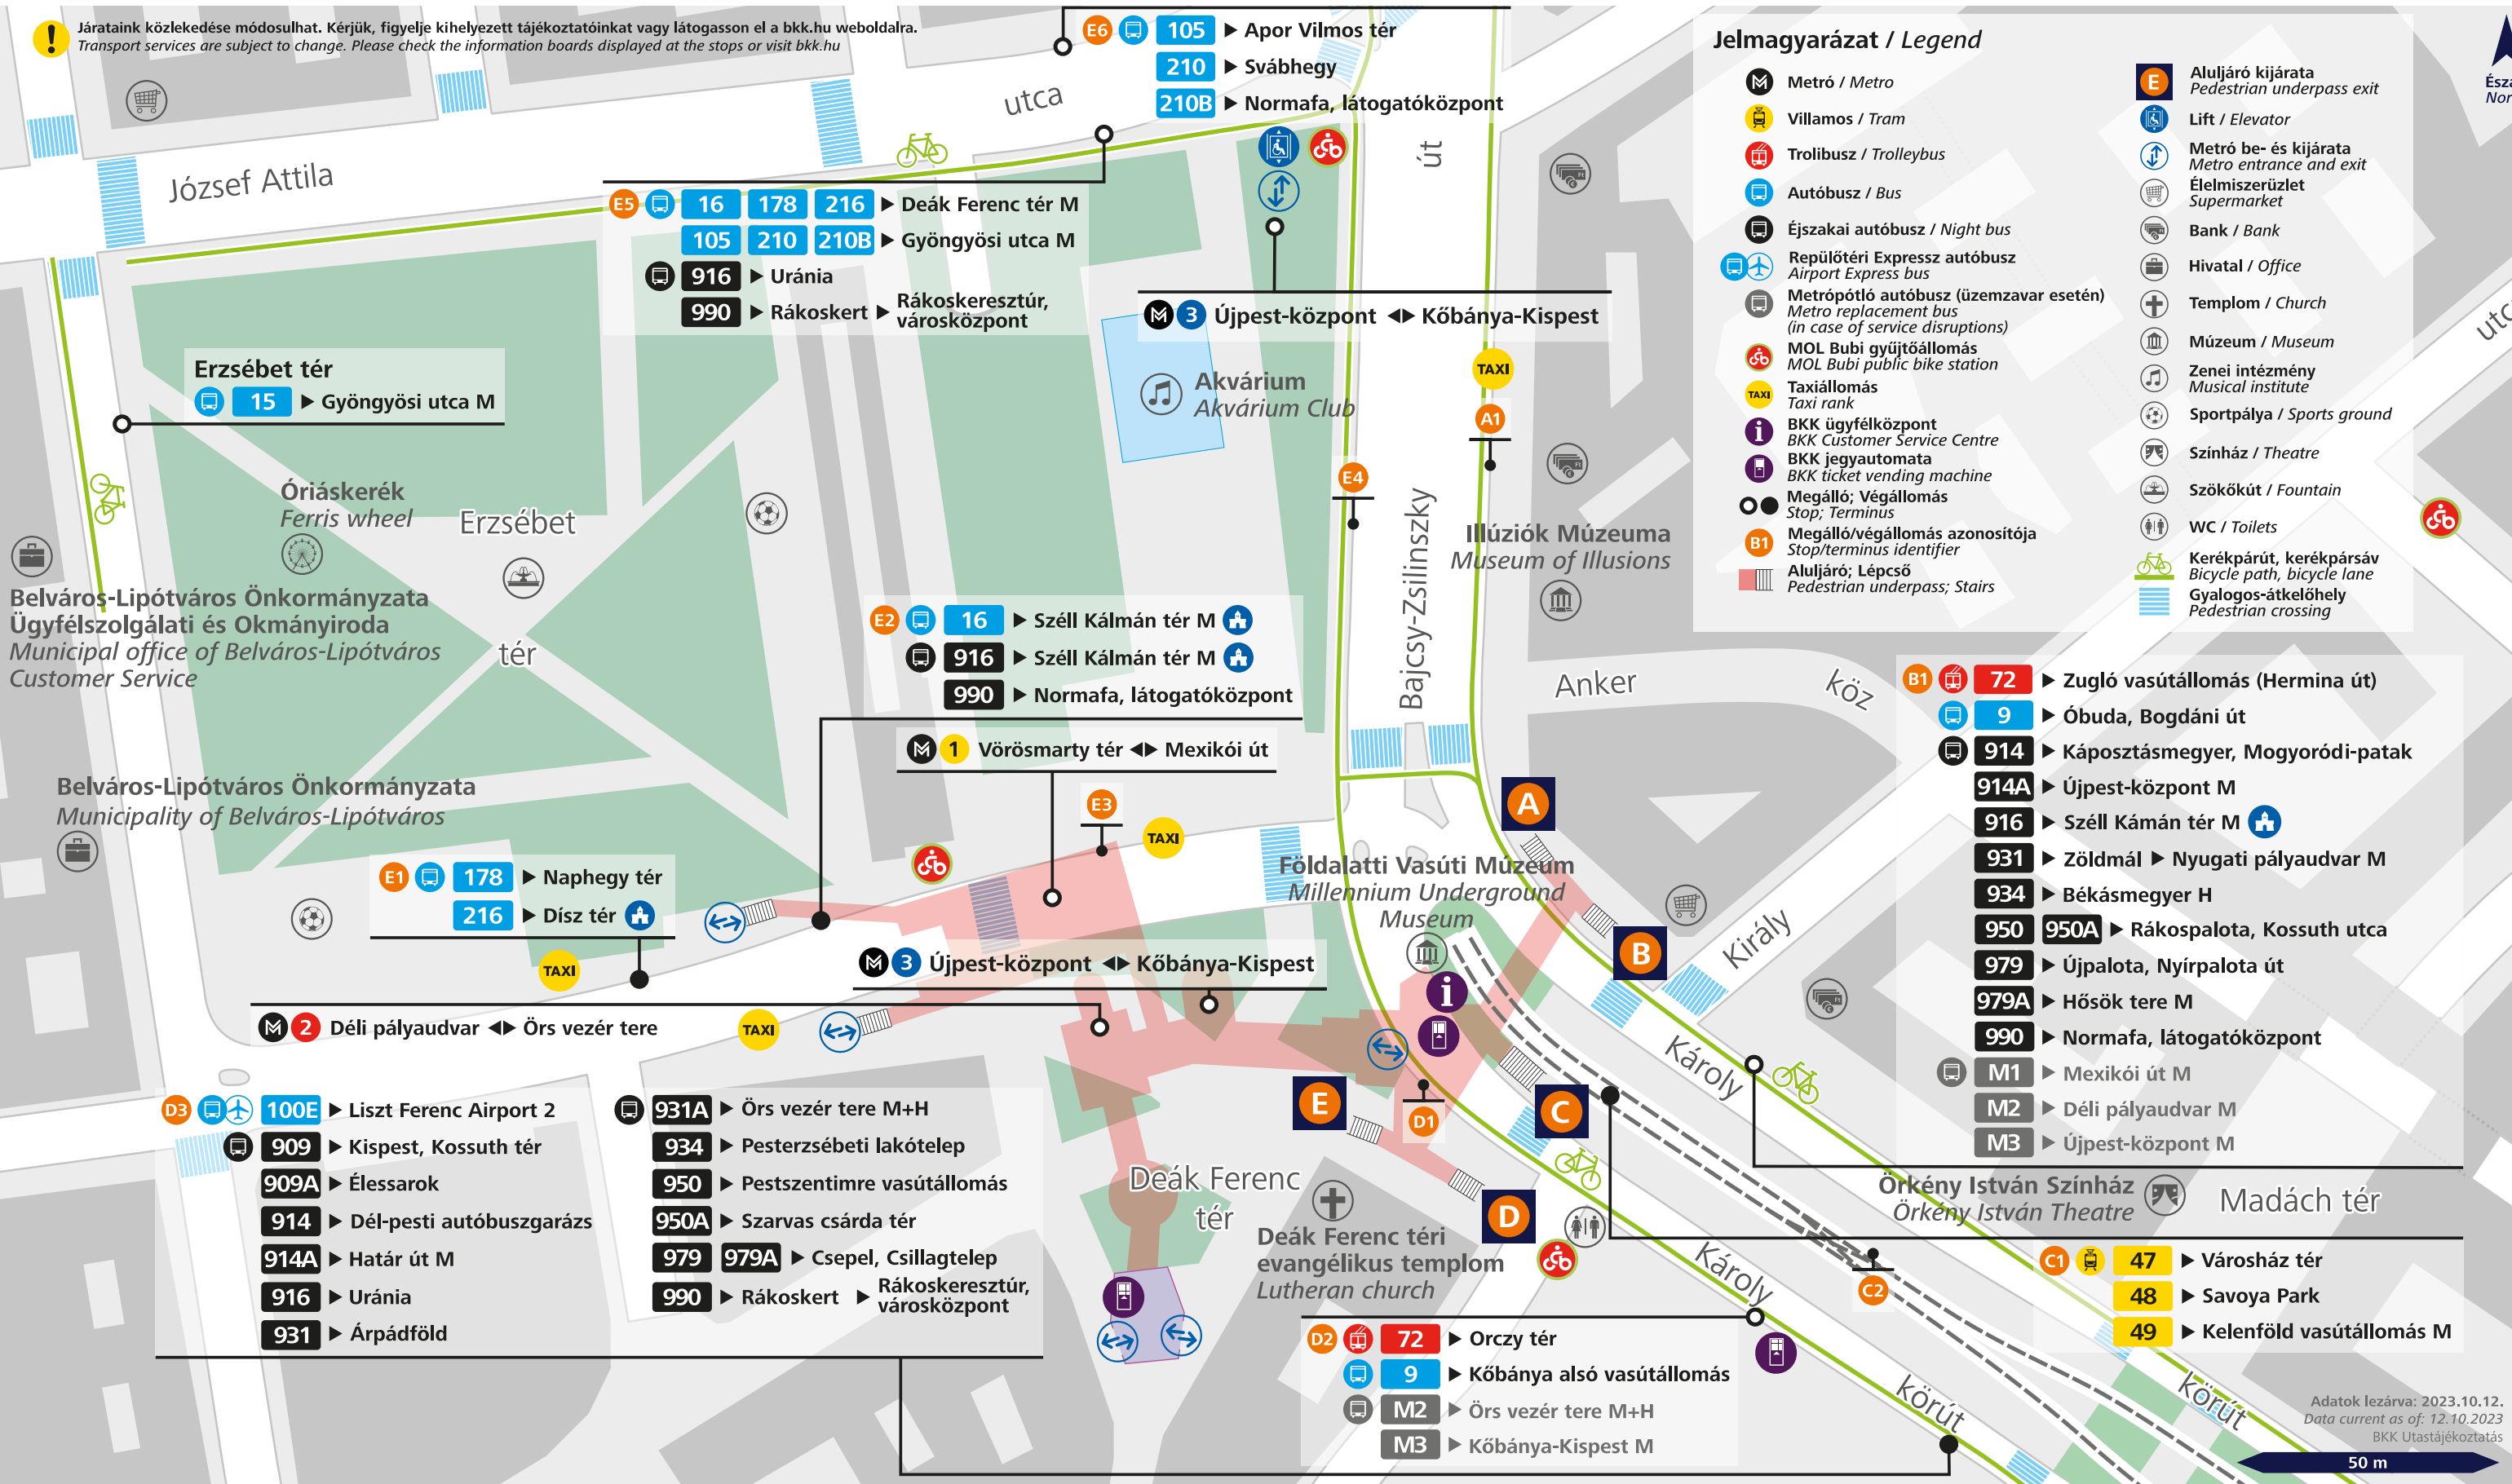 Járataink közlekedése módosulhat. Kérjük, figyelje kihelyezett tájékoztatóinkat vagy látogasson el a bkk.hu weboldalra.
Transport services are subject to change. Please check the information boards displayed at the stops or visit bkk.hu
E6 105 Apor Vilmos tér
210 Svábhegy
210B Normafa, látogatóközpont
József Attila
utca
E5 16 178 216 Deák Ferenc tér M
105 210 210B Gyöngyösi utca M
916 Uránia
990 Rákoskert Rákoskeresztúr,
városközpont
M 3 Újpest-központ Kőbánya-Kispest
Erzsébet tér
15 Gyöngyösi utca M
Akvárium
Akvárium Club
TAXI
A1
E4
út
Bajcsy-Zsilinszky
Óriáskerék
Ferris wheel
Erzsébet
tér
Illúziók Múzeuma
Museum of Illusions
Belváros-Lipótváros Önkormányzata
Ügyfélszolgálati és Okmányiroda
Municipal office of Belváros-Lipótváros
Customer Service
E2 16 Széll Kálmán tér M
916 Széll Kálmán tér M
990 Normafa, látogatóközpont
M 1 Vörösmarty tér Mexikói út
Anker
köz
Belváros-Lipótváros Önkormányzata
Municipality of Belváros-Lipótváros
E3
TAXI
A
Földalatti Vasúti Múzeum
Millennium Underground
Museum
E1 178 Naphegy tér
216 Dísz tér
TAXI
M 3 Újpest-központ Kőbánya-Kispest
B
Király
i
M 2 Déli pályaudvar Örs vezér tere
TAXI
Károly
E
D1
C
D3 100E Liszt Ferenc Airport 2
909 Kispest, Kossuth tér
909A Élessarok
914 Dél-pesti autóbuszgarázs
914A Határ út M
916 Uránia
931 Árpádföld
931A Örs vezér tere M+H
934 Pesterzsébeti lakótelep
950 Pestszentimre vasútállomás
950A Szarvas csárda tér
979 979A Csepel, Csillagtelep
990 Rákoskert Rákoskeresztúr,
városközpont
Deák Ferenc
tér
Deák Ferenc téri
evangélikus templom
Lutheran church
D
Károly
körút
D2 72 Orczy tér
9 Kőbánya alsó vasútállomás
M2 Örs vezér tere M+H
M3 Kőbánya-Kispest M
Jelmagyarázat / Legend
Metró / Metro
Villamos / Tram
Trolibusz / Trolleybus
Autóbusz / Bus
Éjszakai autóbusz / Night bus
Repülőtéri Expressz autóbusz
Airport Express bus
Metrópótló autóbusz (üzemzavar esetén)
Metro replacement bus
(in case of service disruptions)
MOL Bubi gyűjtőállomás
MOL Bubi public bike station
TAXI Taxiállomás
Taxi rank
i BKK ügyfélközpont
BKK Customer Service Centre
BKK jegyautomata
BKK ticket vending machine
Megálló; Végállomás
Stop; Terminus
B1 Megálló/végállomás azonosítója
Stop/terminus identifier
Aluljáró; Lépcső
Pedestrian underpass; Stairs
E Aluljáró kijárata
Pedestrian underpass exit
Lift / Elevator
Metró be- és kijárata
Metro entrance and exit
Élelmiszerüzlet
Supermarket
Bank / Bank
Hivatal / Office
Templom / Church
Múzeum / Museum
Zenei intézmény
Musical institute
Sportpálya / Sports ground
Színház / Theatre
Szökőkút / Fountain
WC / Toilets
Kerékpárút, kerékpársáv
Bicycle path, bicycle lane
Gyalogos-átkelőhely
Pedestrian crossing
B1 72 Zugló vasútállomás (Hermina út)
9 Óbuda, Bogdáni út
914 Káposztásmegyer, Mogyoródi-patak
914A Újpest-központ M
916 Széll Kámán tér M
931 Zöldmál Nyugati pályaudvar M
934 Békásmegyer H
950 950A Rákospalota, Kossuth utca
979 Újpalota, Nyírpalota út
979A Hősök tere M
990 Normafa, látogatóközpont
M1 Mexikói út M
M2 Déli pályaudvar M
M3 Újpest-központ M
Örkény István Színház
Örkény István Theatre
Madách tér
C2
C1 47 Városház tér
48 Savoya Park
49 Kelenföld vasútállomás M
körút
Adatok lezárva: 2023.10.12.
Data current as of: 12.10.2023
BKK Utastájékoztatás
50 m